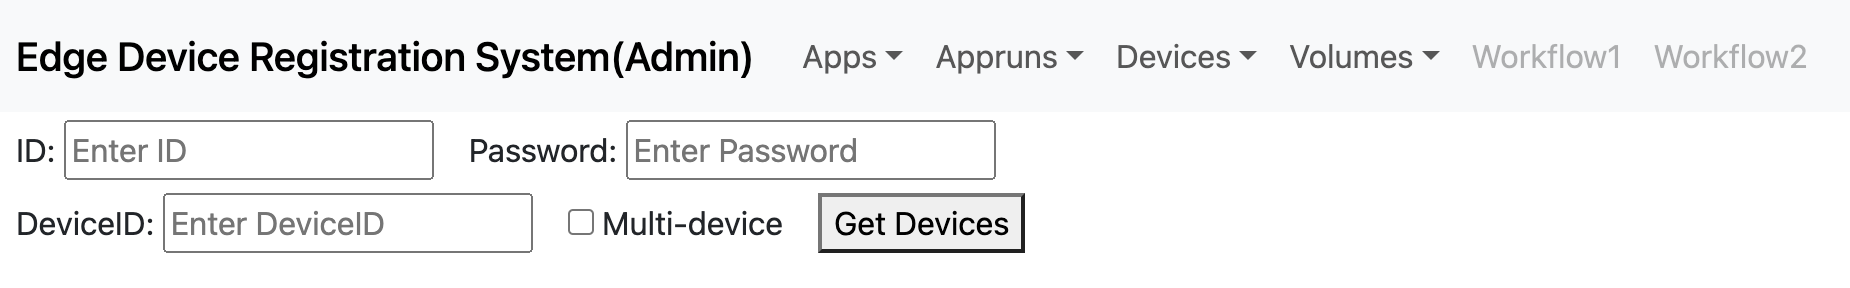 Edge Device Registration System(Admin) Apps Appruns Devices Volumes Workflow1 Workflow2
ID: Enter ID Password: Enter Password
DeviceID: Enter DeviceID Multi-device Get Devices